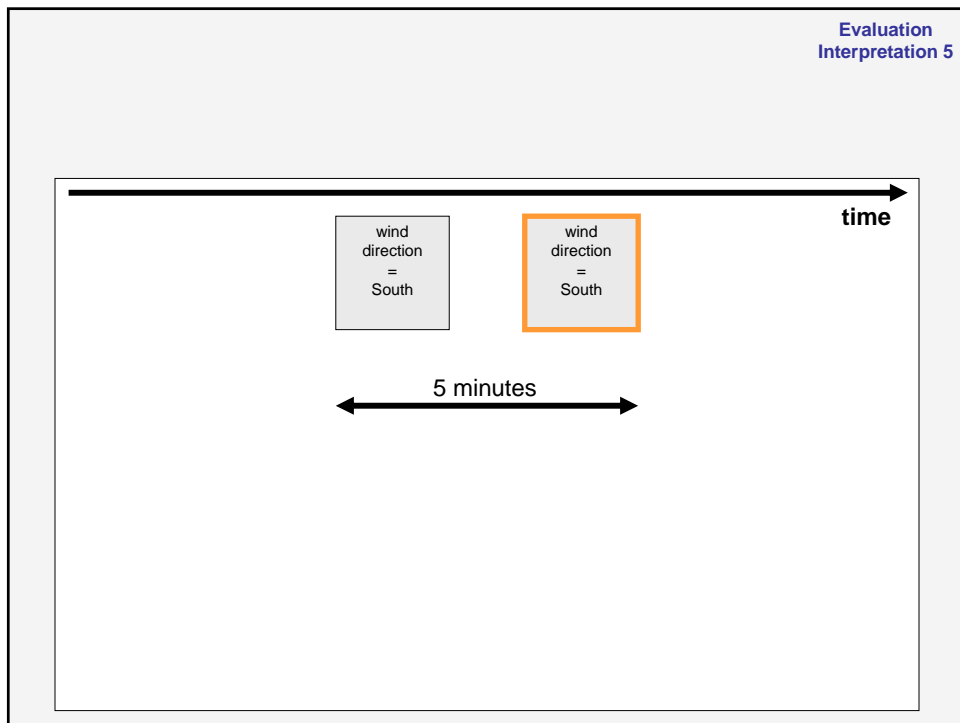 Evaluation
Interpretation 5
time
wind
direction
=
South
wind
direction
=
South
5 minutes